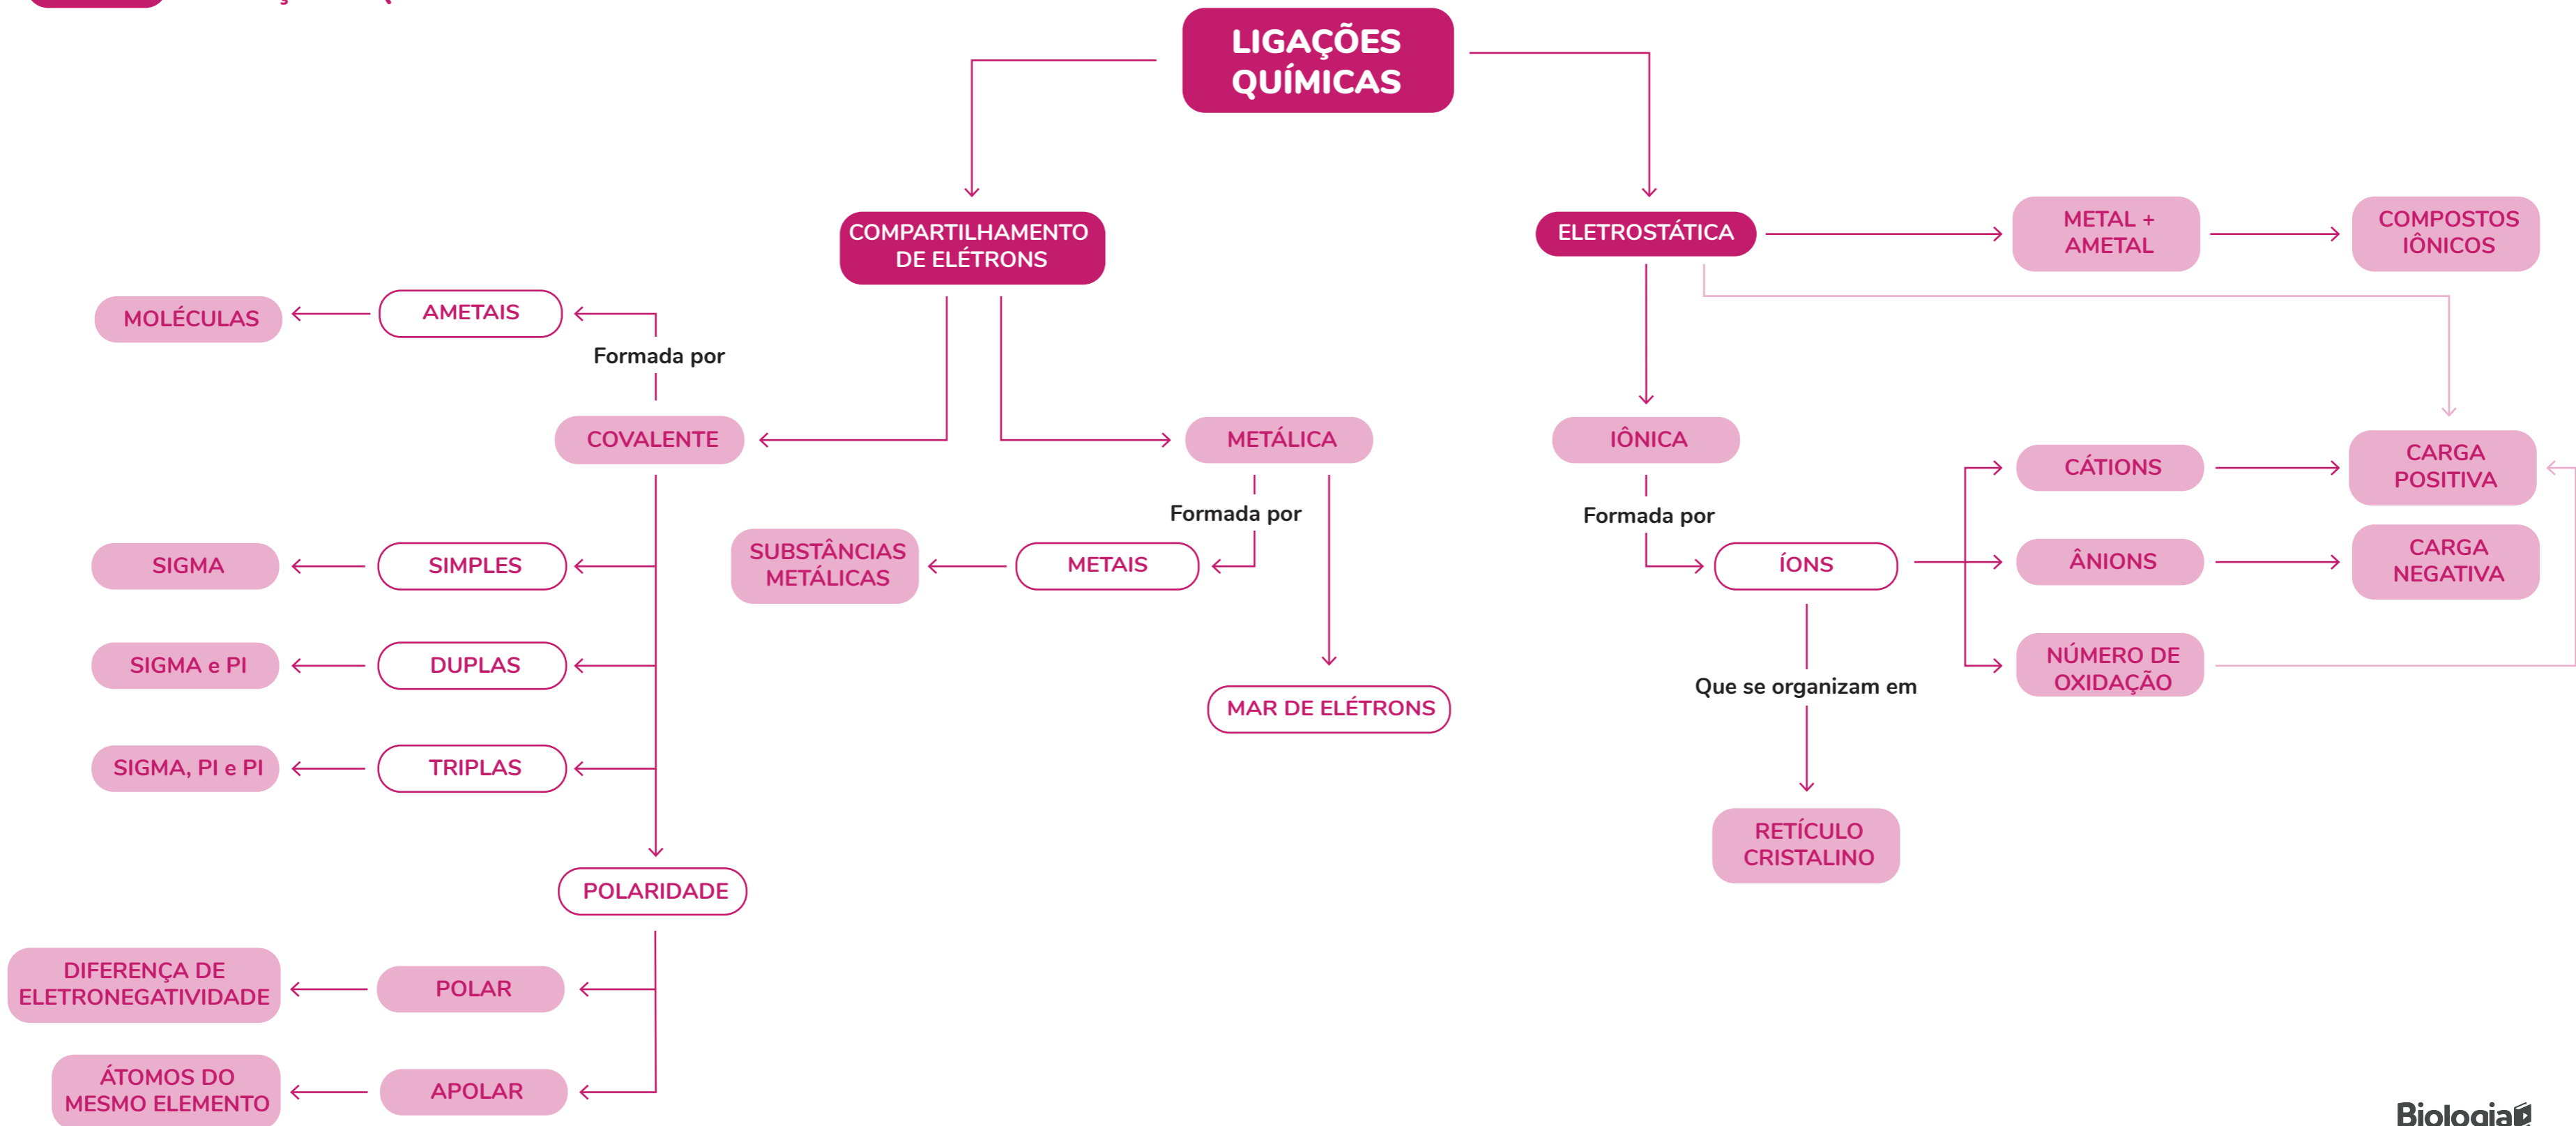 LIGAÇÕES
QUÍMICAS
COMPARTILHAMENTO
DE ELÉTRONS
ELETROSTÁTICA
METAL +
AMETAL
COMPOSTOS
IÔNICOS
MOLÉCULAS
AMETAIS
Formada por
COVALENTE
METÁLICA
IÔNICA
CÁTIONS
CARGA
POSITIVA
Formada por
Formada por
SUBSTÂNCIAS
METÁLICAS
METAIS
ÍONS
ÂNIONS
CARGA
NEGATIVA
SIGMA
SIMPLES
SIGMA e PI
DUPLAS
NÚMERO DE
OXIDAÇÃO
Que se organizam em
MAR DE ELÉTRONS
SIGMA, PI e PI
TRIPLAS
RETÍCULO
CRISTALINO
POLARIDADE
DIFERENÇA DE
ELETRONEGATIVIDADE
POLAR
ÁTOMOS DO
MESMO ELEMENTO
APOLAR
Biologia